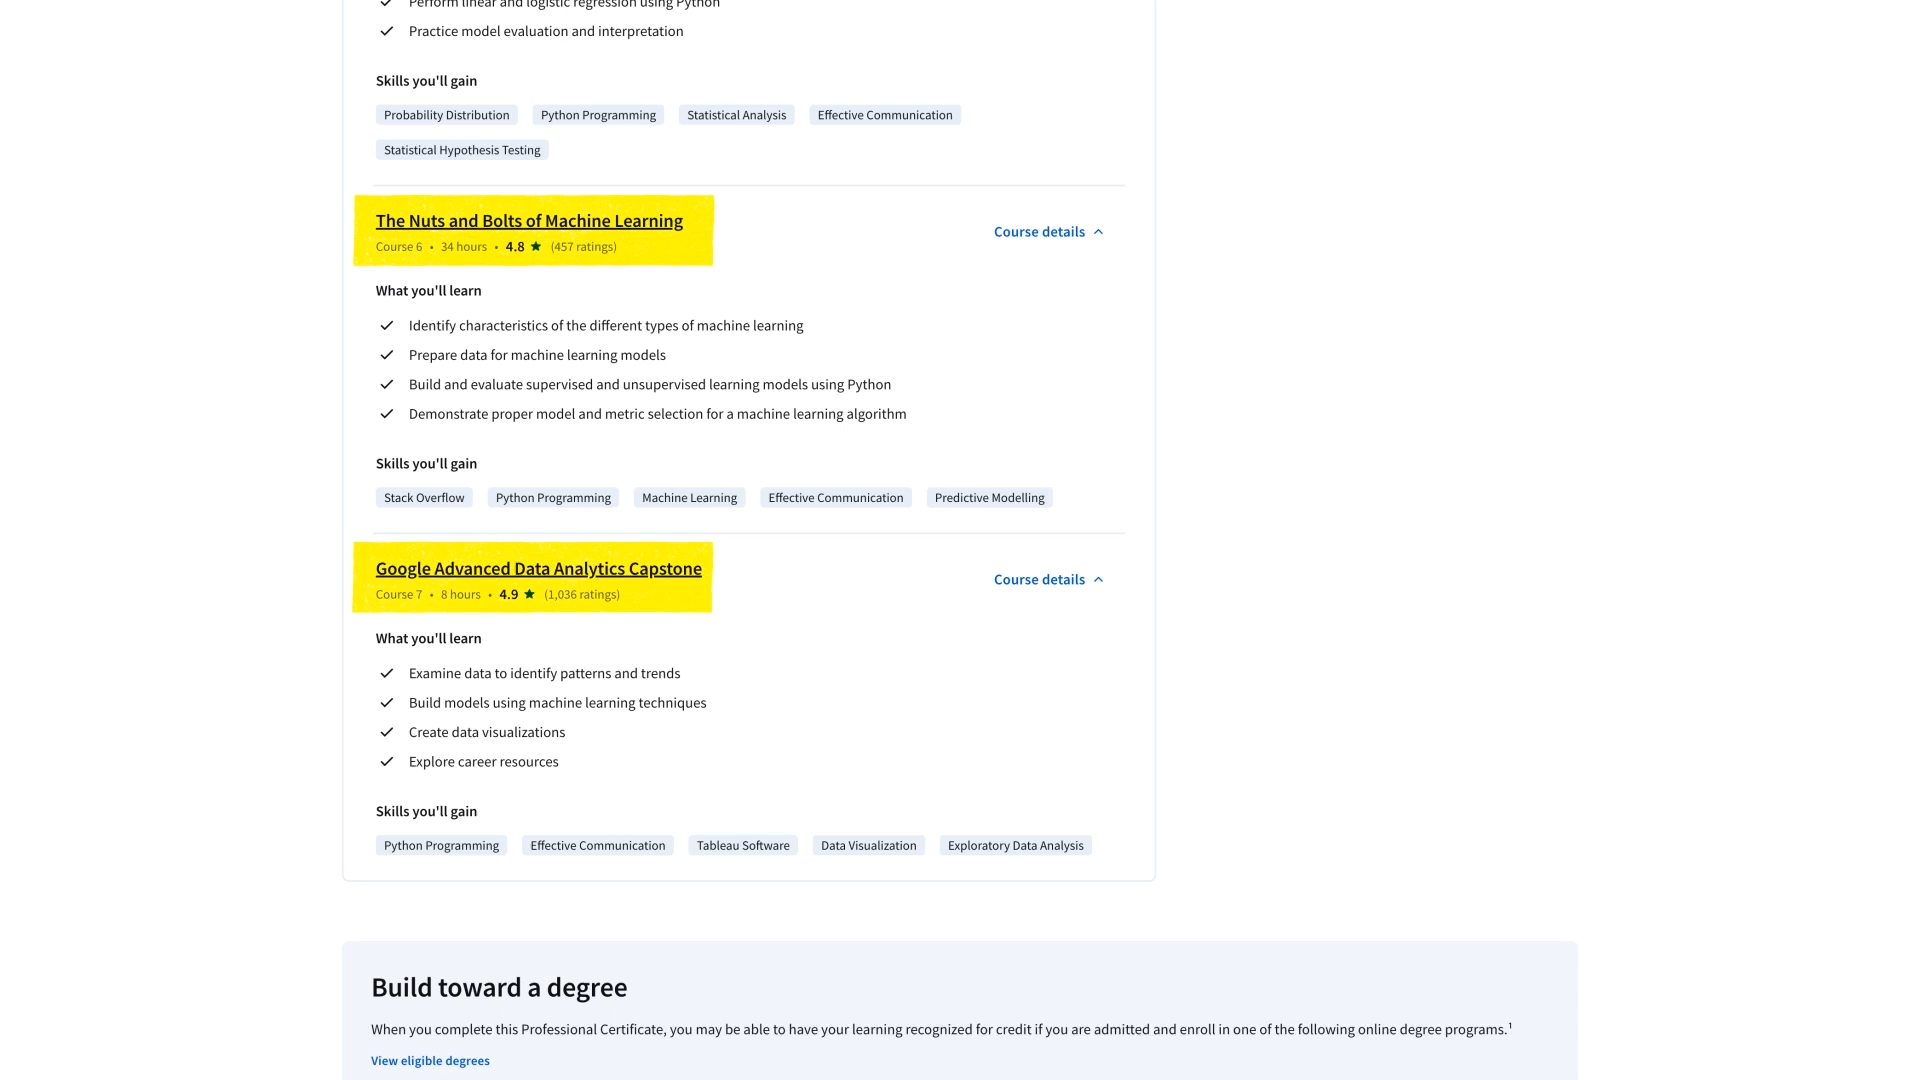 Perform linear and logistic regression using Python
Practice model evaluation and interpretation
Skills you'll gain
Probability Distribution Python Programming Statistical Analysis Effective Communication
Statistical Hypothesis Testing
The Nuts and Bolts of Machine Learning
Course details
Course 6 • 34 hours • 4.8 ★ (457 ratings)
What you'll learn
Identify characteristics of the different types of machine learning
Prepare data for machine learning models
Build and evaluate supervised and unsupervised learning models using Python
Demonstrate proper model and metric selection for a machine learning algorithm
Skills you'll gain
Stack Overflow Python Programming Machine Learning Effective Communication Predictive Modelling
Google Advanced Data Analytics Capstone
Course details
Course 7 • 8 hours • 4.9 ★ (1,036 ratings)
What you'll learn
Examine data to identify patterns and trends
Build models using machine learning techniques
Create data visualizations
Explore career resources
Skills you'll gain
Python Programming Effective Communication Tableau Software Data Visualization Exploratory Data Analysis
Build toward a degree
When you complete this Professional Certificate, you may be able to have your learning recognized for credit if you are admitted and enroll in one of the following online degree programs.¹
View eligible degrees